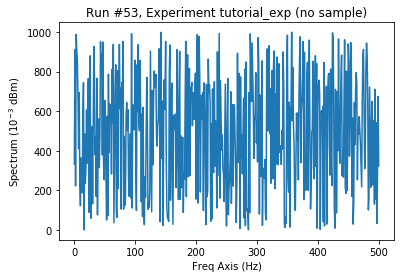 Run #53, Experiment tutorial_exp (no sample)
1000
800
600
400
200
0
Spectrum (10⁻³ dBm)
0 100 200 300 400 500
Freq Axis (Hz)